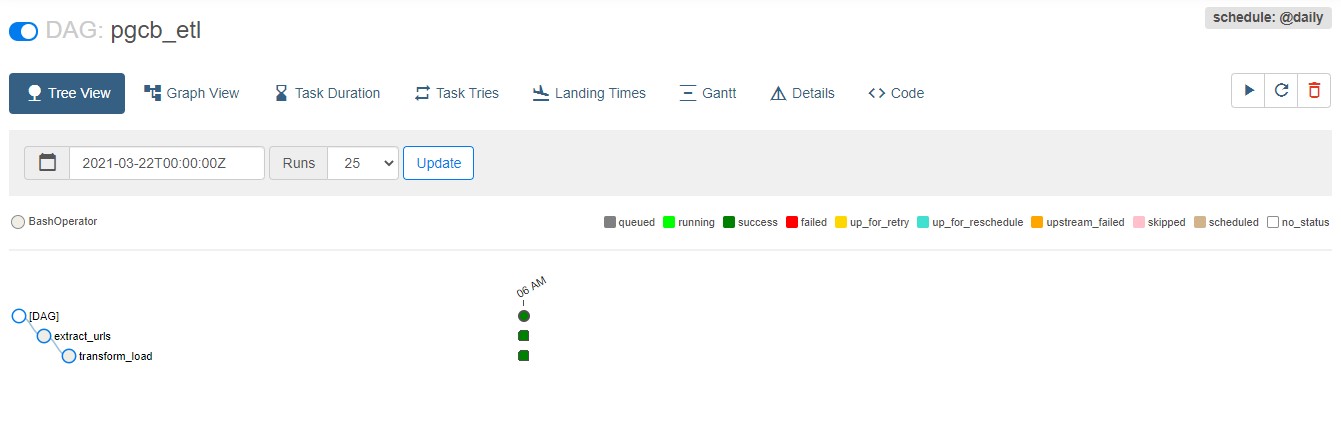 schedule: @daily
DAG: pgcb_etl
Tree View Graph View Task Duration Task Tries Landing Times Gantt Details Code
2021-03-22T00:00:00Z Runs 25 Update
BashOperator queued running success failed up_for_retry up_for_reschedule upstream_failed skipped scheduled no_status
06 AM
[DAG]
extract_urls
transform_load